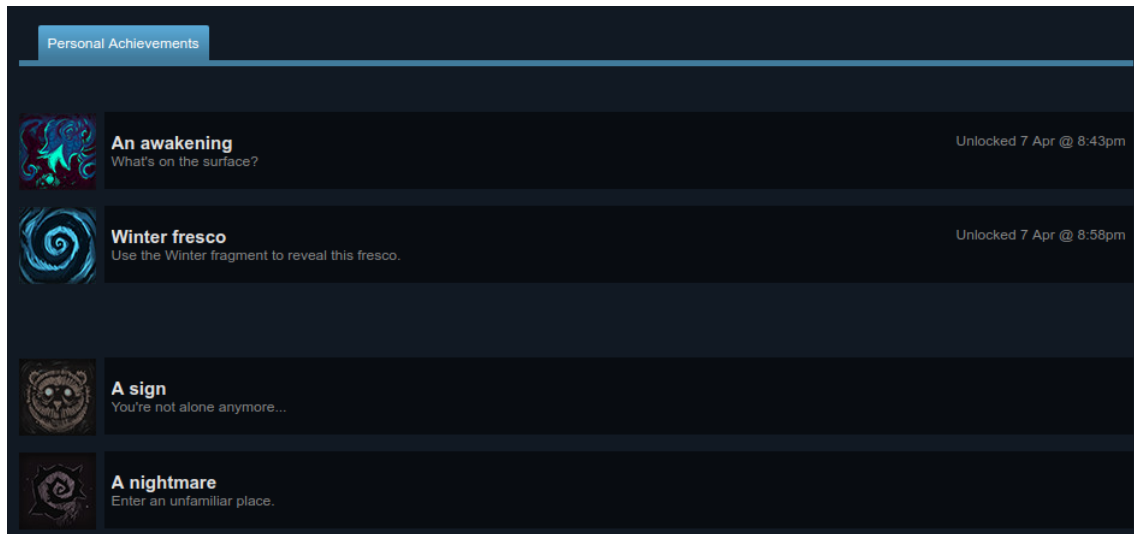 Personal Achievements
An awakening
Unlocked 7 Apr @ 8:43pm
What's on the surface?
Winter fresco
Unlocked 7 Apr @ 8:58pm
Use the Winter fragment to reveal this fresco.
A sign
You're not alone anymore...
A nightmare
Enter an unfamiliar place.